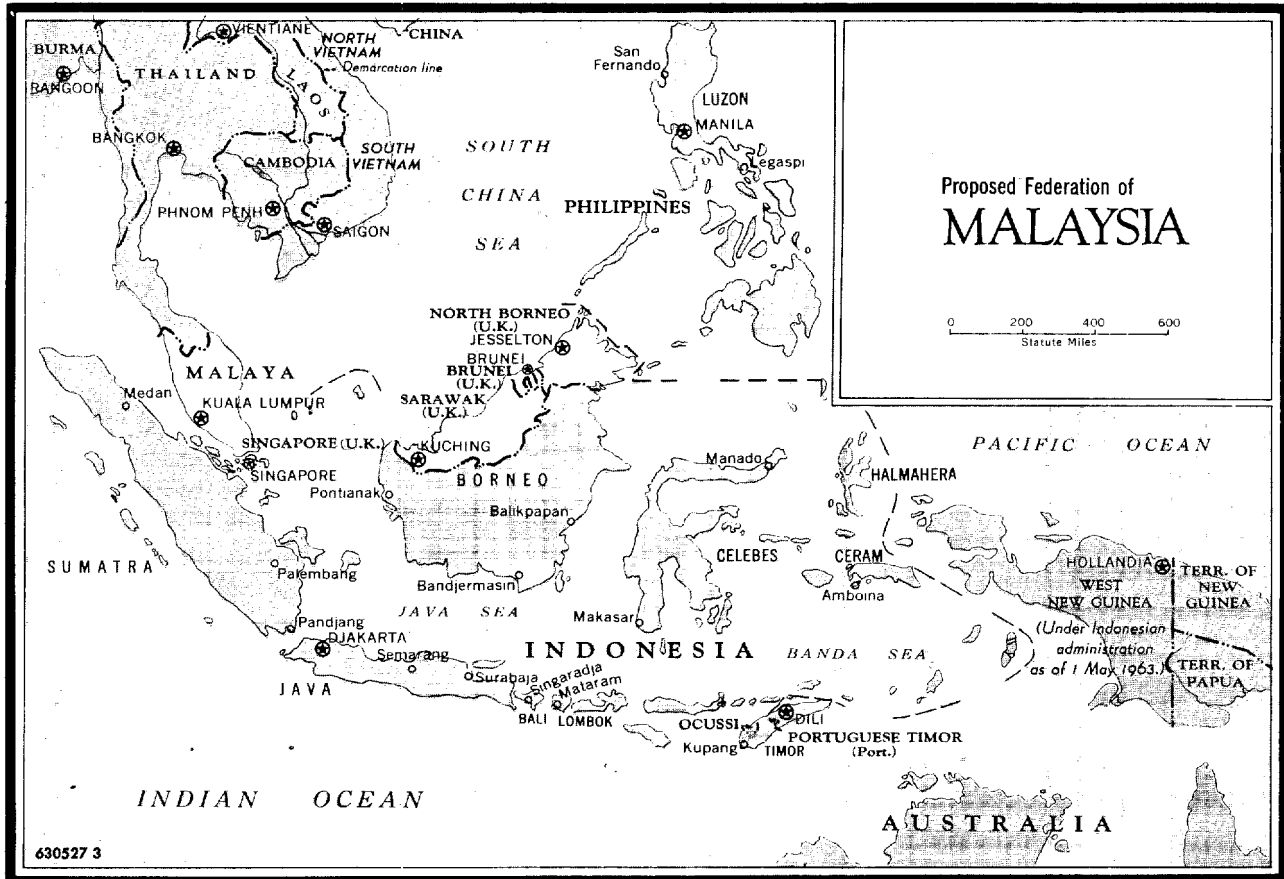 VIENTIANE
CHINA
NORTH
VIETNAM
Demarcation line
BURMA
THAILAND
LAOS
RANGOON
BANGKOK
CAMBODIA
SOUTH
VIETNAM
PHNOM PENH
SAIGON
SOUTH
CHINA
SEA
San
Fernando
LUZON
MANILA
Legaspi
PHILIPPINES
Proposed Federation of
MALAYSIA
0 200 400 600
Statute Miles
NORTH BORNEO
(U.K.)
JESSELTON
BRUNEI
BRUNEI
(U.K.)
SARAWAK
(U.K.)
MALAYA
Medan
KUALA LUMPUR
SINGAPORE (U.K.)
SINGAPORE
KUCHING
BORNEO
Pontianak
Balikpapan
Manado
HALMAHERA
PACIFIC OCEAN
SUMATRA
Palembang
Bandjermasin
CELEBES
CERAM
Amboina
HOLLANDIA
WEST
NEW GUINEA
(Under Indonesian
administration
as of 1 May 1963.)
TERR. OF
NEW
GUINEA
TERR. OF
PAPUA
JAVA SEA
Makasar
Pandjang
DJAKARTA
Semarang
Surabaja
INDONESIA
BANDA SEA
JAVA
Singaradja
Mataram
BALI
LOMBOK
OCUSSI
DILI
PORTUGUESE TIMOR
(Port.)
Kupang
TIMOR
INDIAN OCEAN
AUSTRALIA
630527 3